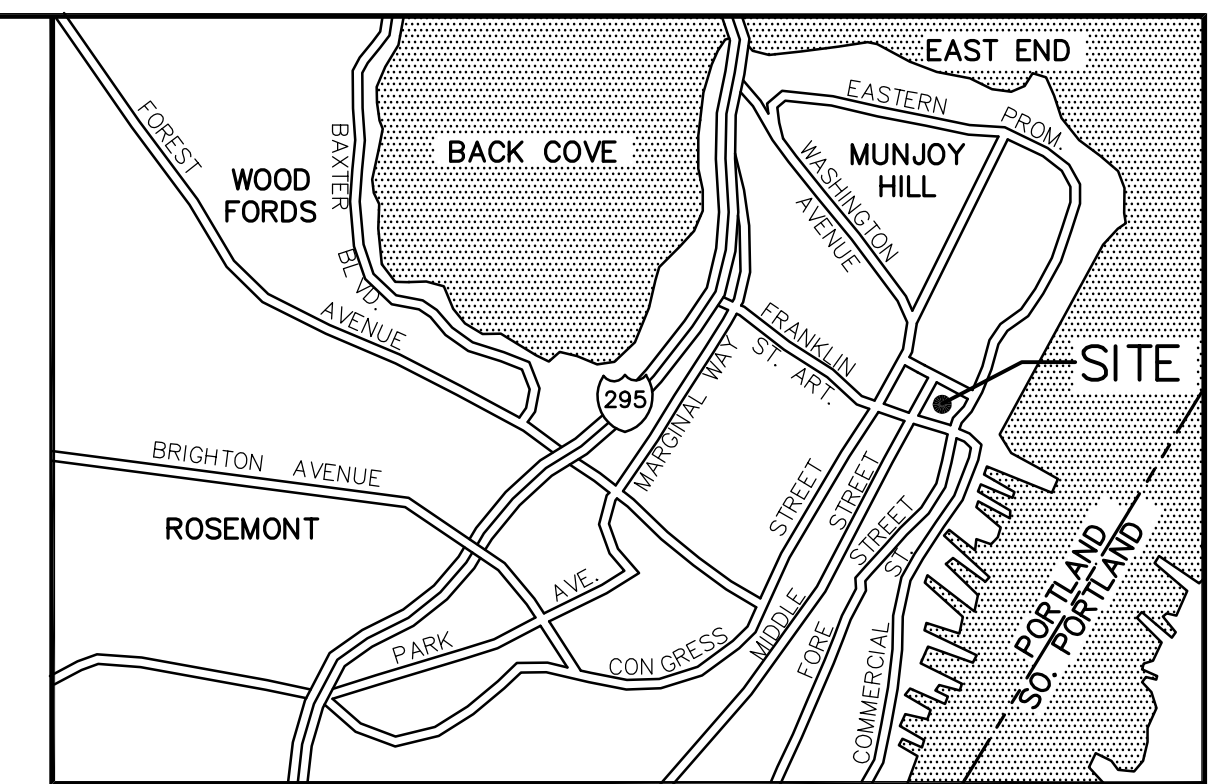 EAST END
EASTERN
PROM.
FOREST
BAXTER
BLVD.
BACK COVE
MUNJOY
HILL
WOOD
FORDS
WASHINGTON
AVENUE
AVENUE
FRANKLIN
ST. ART.
SITE
295
MARGINAL WAY
BRIGHTON AVENUE
ROSEMONT
STREET
STREET
STREET
ST.
PARK
AVE.
CONGRESS
MIDDLE
FORE
COMMERCIAL
PORTLAND
SO. PORTLAND